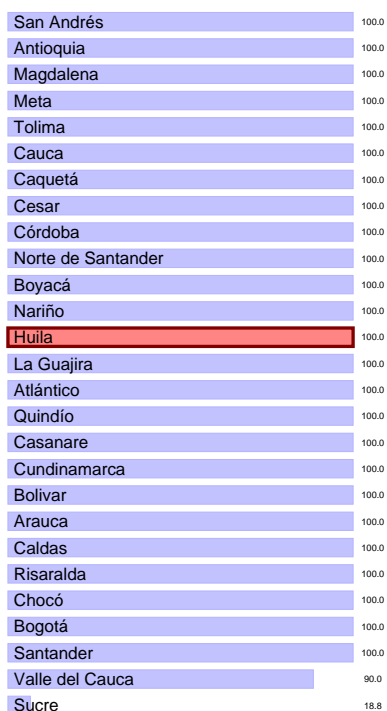 San Andrés 100.0
Antioquia 100.0
Magdalena 100.0
Meta 100.0
Tolima 100.0
Cauca 100.0
Caquetá 100.0
Cesar 100.0
Córdoba 100.0
Norte de Santander 100.0
Boyacá 100.0
Nariño 100.0
Huila 100.0
La Guajira 100.0
Atlántico 100.0
Quindío 100.0
Casanare 100.0
Cundinamarca 100.0
Bolivar 100.0
Arauca 100.0
Caldas 100.0
Risaralda 100.0
Chocó 100.0
Bogotá 100.0
Santander 100.0
Valle del Cauca 90.0
Sucre 18.8